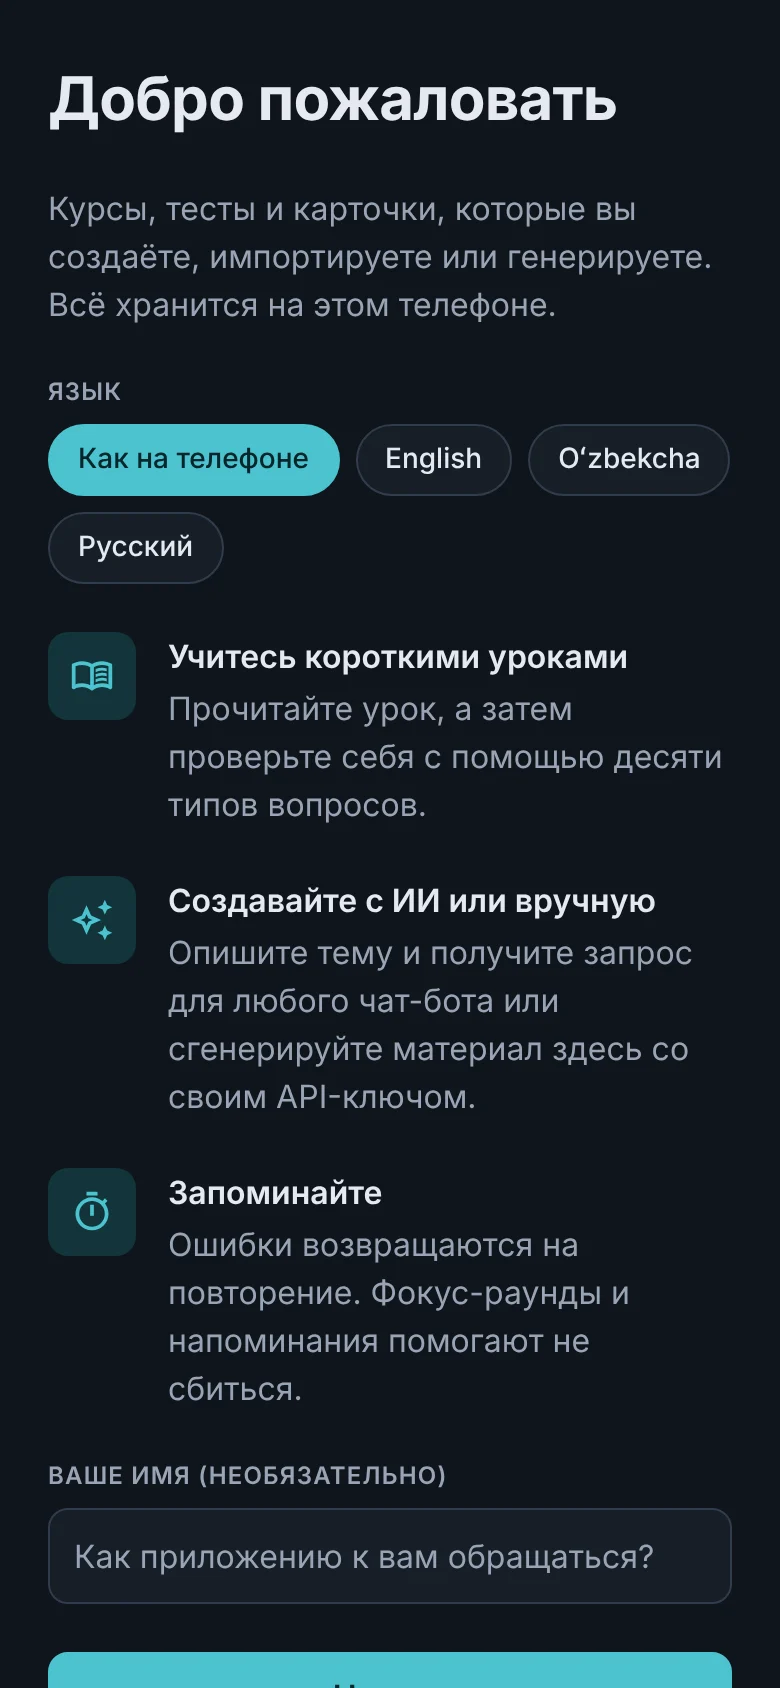 Добро пожаловать
Курсы, тесты и карточки, которые вы
создаёте, импортируете или генерируете.
Всё хранится на этом телефоне.
ЯЗЫК
Как на телефоне
English
Oʻzbekcha
Русский
Учитесь короткими уроками
Прочитайте урок, а затем
проверьте себя с помощью десяти
типов вопросов.
Создавайте с ИИ или вручную
Опишите тему и получите запрос
для любого чат-бота или
сгенерируйте материал здесь со
своим API-ключом.
Запоминайте
Ошибки возвращаются на
повторение. Фокус-раунды и
напоминания помогают не
сбиться.
ВАШЕ ИМЯ (НЕОБЯЗАТЕЛЬНО)
Как приложению к вам обращаться?